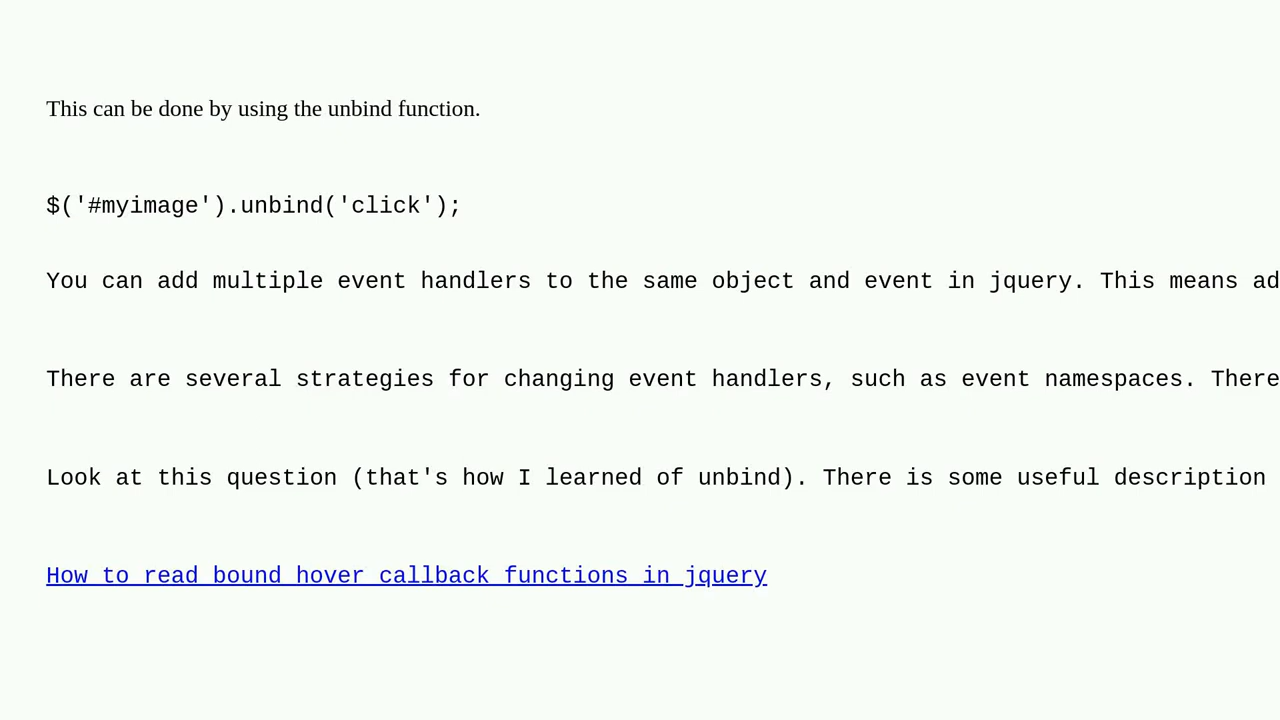 This can be done by using the unbind function.
$('#myimage').unbind('click');
You can add multiple event handlers to the same object and event in jquery. This means
There are several strategies for changing event handlers, such as event namespaces. There
Look at this question (that's how I learned of unbind). There is some useful description
How to read bound hover callback functions in jquery